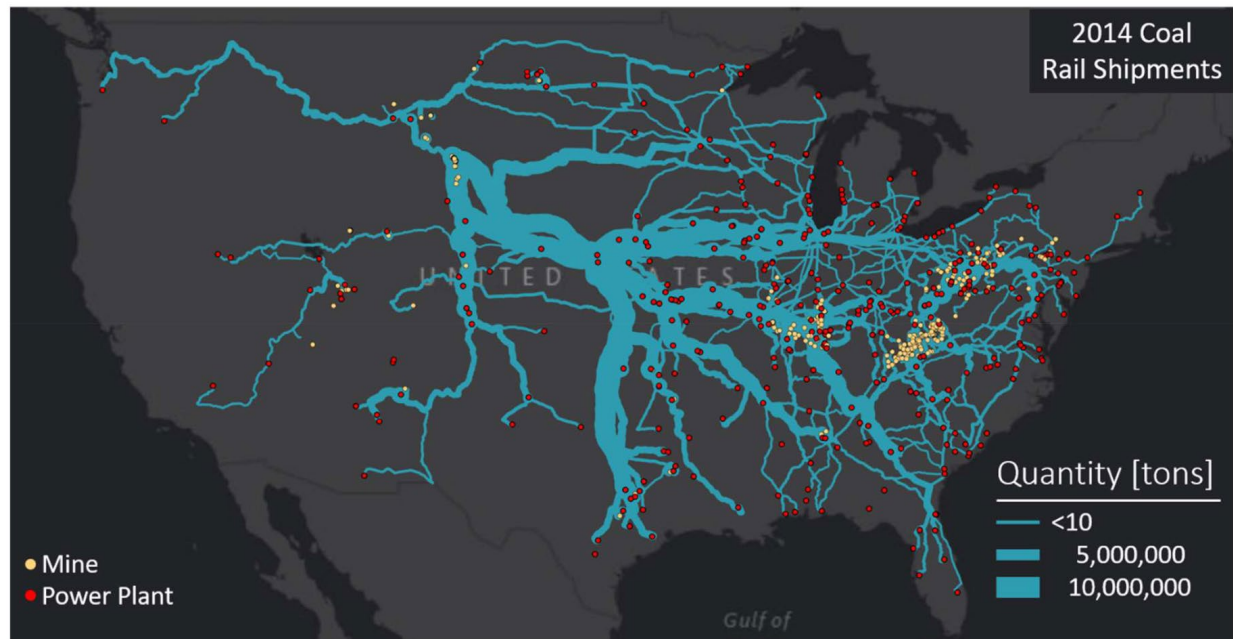 2014 Coal
Rail Shipments
UNITED STATES
Quantity [tons]
<10
5,000,000
10,000,000
Mine
Power Plant
Gulf of